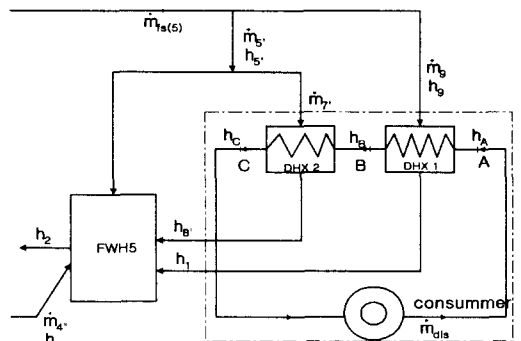 ṁfs(5)
ṁ5'
h5'
ṁ9
h9
ṁ7'
hC
hB
hA
C
B
A
DHX 2
DHX 1
FWH5
h8'
h2
h1
consummer
ṁdis
ṁ4"
h